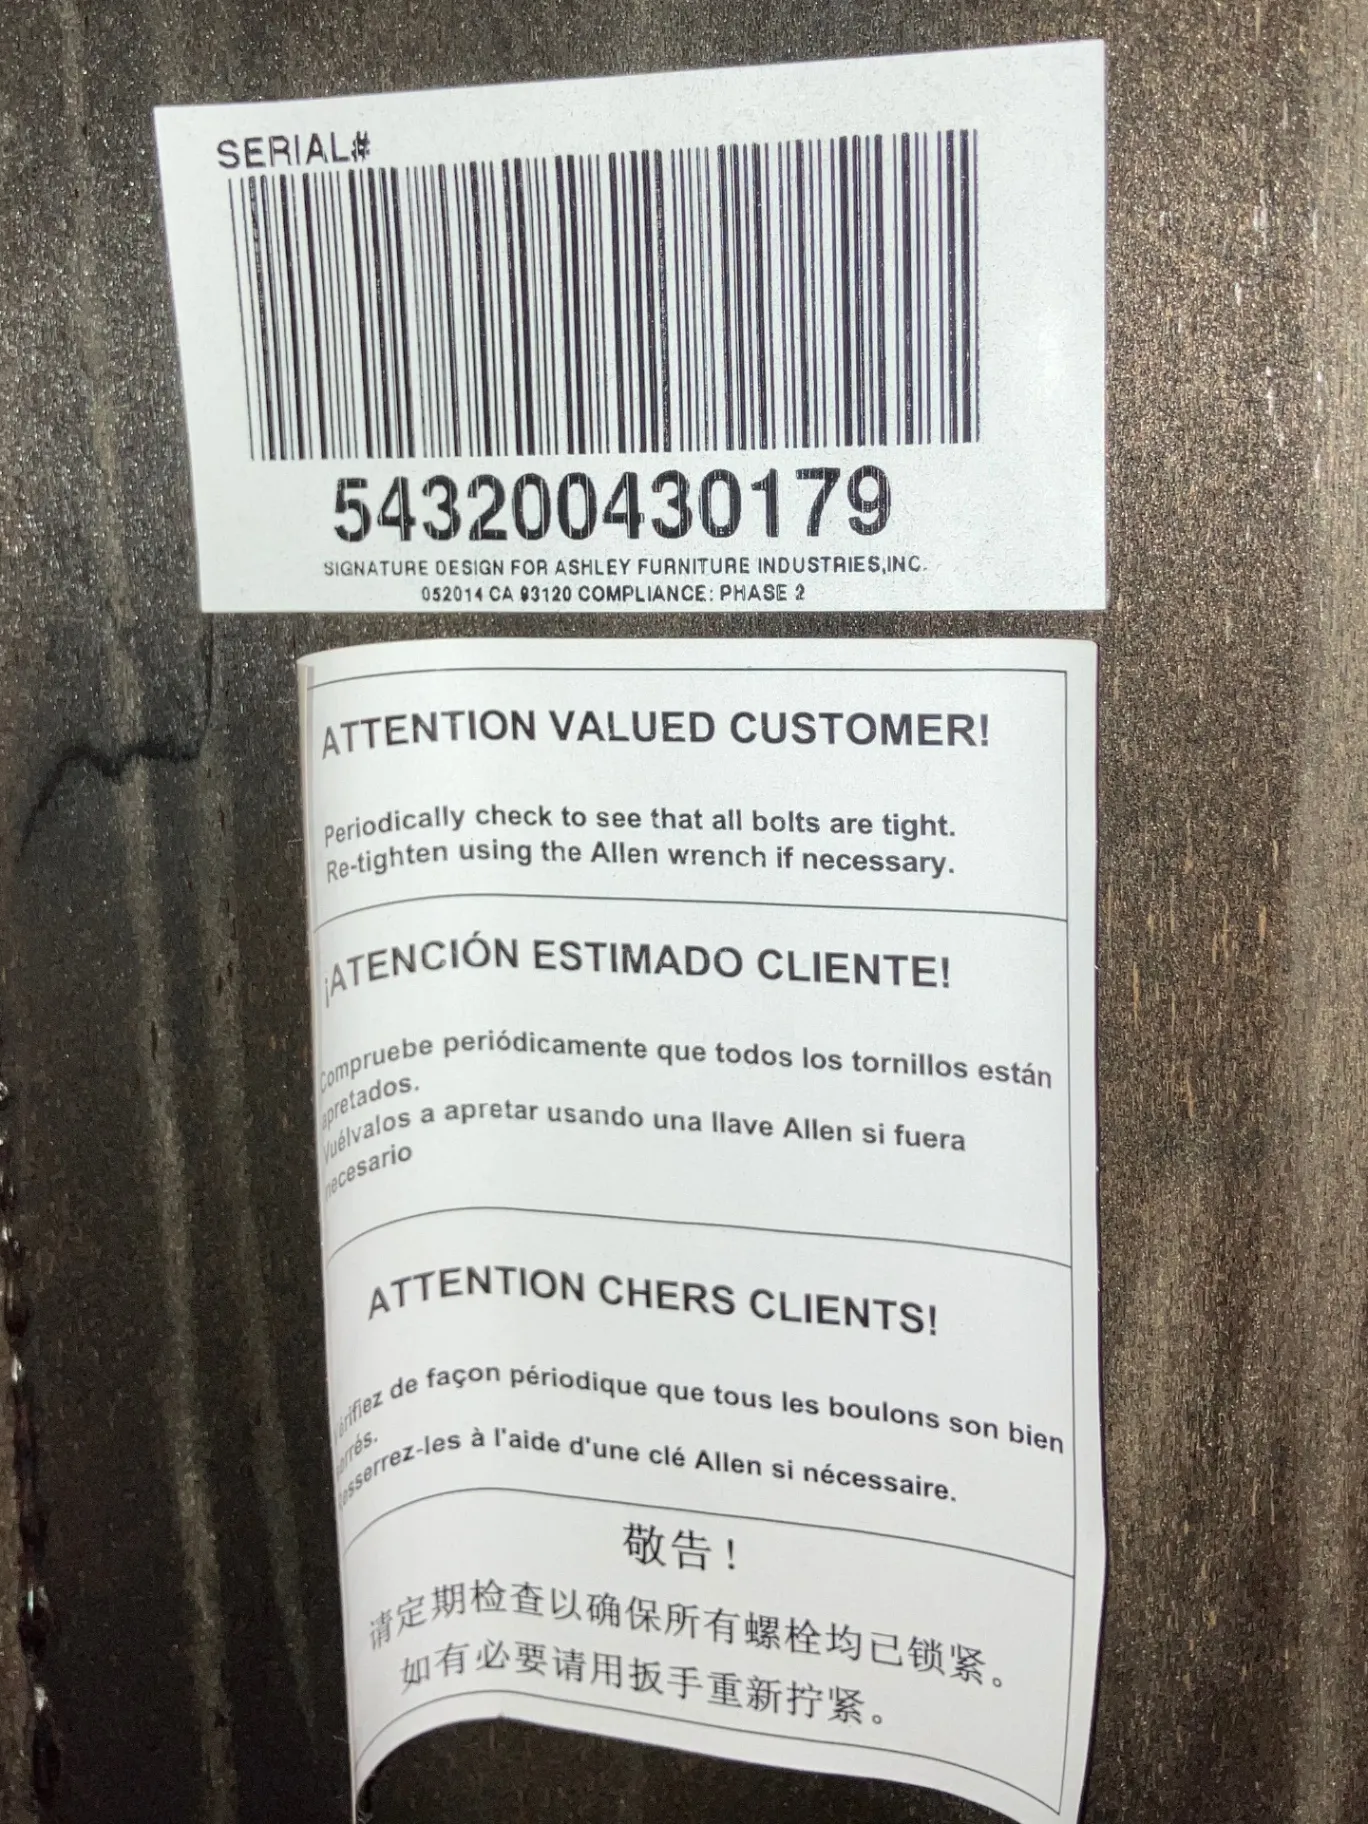 SERIAL#
543200430179
SIGNATURE DESIGN FOR ASHLEY FURNITURE INDUSTRIES,INC.
052014 CA 93120 COMPLIANCE: PHASE 2
ATTENTION VALUED CUSTOMER!
Periodically check to see that all bolts are tight.
Re-tighten using the Allen wrench if necessary.
¡ATENCIÓN ESTIMADO CLIENTE!
Compruebe periódicamente que todos los tornillos están
apretados.
Vuélvalos a apretar usando una llave Allen si fuera
necesario
ATTENTION CHERS CLIENTS!
Vérifiez de façon périodique que tous les boulons son bien
serrés.
Resserrez-les à l'aide d'une clé Allen si nécessaire.
敬告！
请定期检查以确保所有螺栓均已锁紧。
如有必要请用扳手重新拧紧。